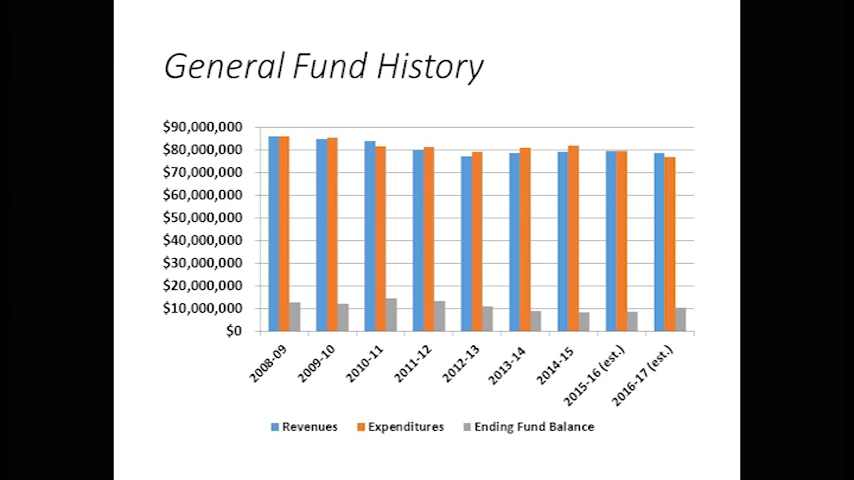 General Fund History
$90,000,000
$80,000,000
$70,000,000
$60,000,000
$50,000,000
$40,000,000
$30,000,000
$20,000,000
$10,000,000
$0
2008-09
2009-10
2010-11
2011-12
2012-13
2013-14
2014-15
2015-16 (est.)
2016-17 (est.)
Revenues
Expenditures
Ending Fund Balance